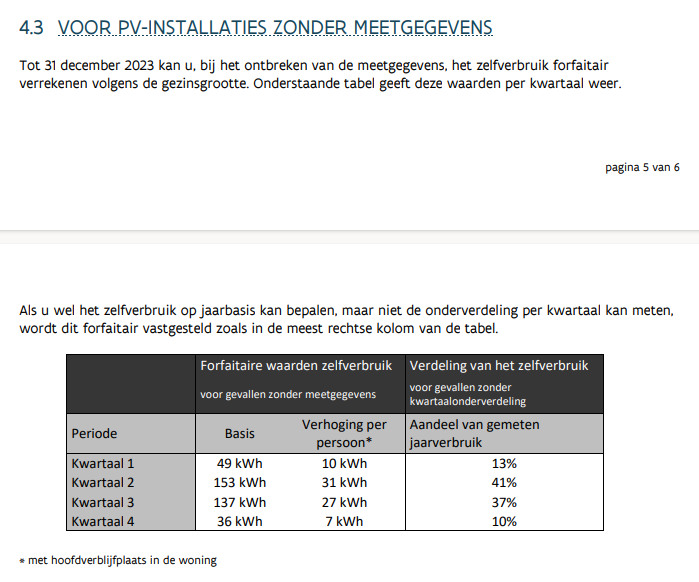 4.3 VOOR PV-INSTALLATIES ZONDER MEETGEGEVENS
Tot 31 december 2023 kan u, bij het ontbreken van de meetgegevens, het zelfverbruik forfaitair
verrekenen volgens de gezinsgrootte. Onderstaande tabel geeft deze waarden per kwartaal weer.
pagina 5 van 6
Als u wel het zelfverbruik op jaarbasis kan bepalen, maar niet de onderverdeling per kwartaal kan meten,
wordt dit forfaitair vastgesteld zoals in de meest rechtse kolom van de tabel.
Forfaitaire waarden zelfverbruik Verdeling van het zelfverbruik
voor gevallen zonder meetgegevens voor gevallen zonder
kwartaalonderverdeling
Periode Basis Verhoging per persoon* Aandeel van gemeten jaarverbruik
Kwartaal 1 49 kWh 10 kWh 13%
Kwartaal 2 153 kWh 31 kWh 41%
Kwartaal 3 137 kWh 27 kWh 37%
Kwartaal 4 36 kWh 7 kWh 10%
* met hoofdverblijfplaats in de woning